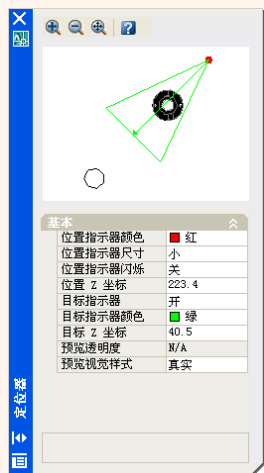 基本
位置指示器颜色 红
位置指示器尺寸 小
位置指示器闪烁 关
位置 Z 坐标 223.4
目标指示器 开
目标指示器颜色 绿
目标 Z 坐标 40.5
预览透明度 N/A
预览视觉样式 真实
定位器